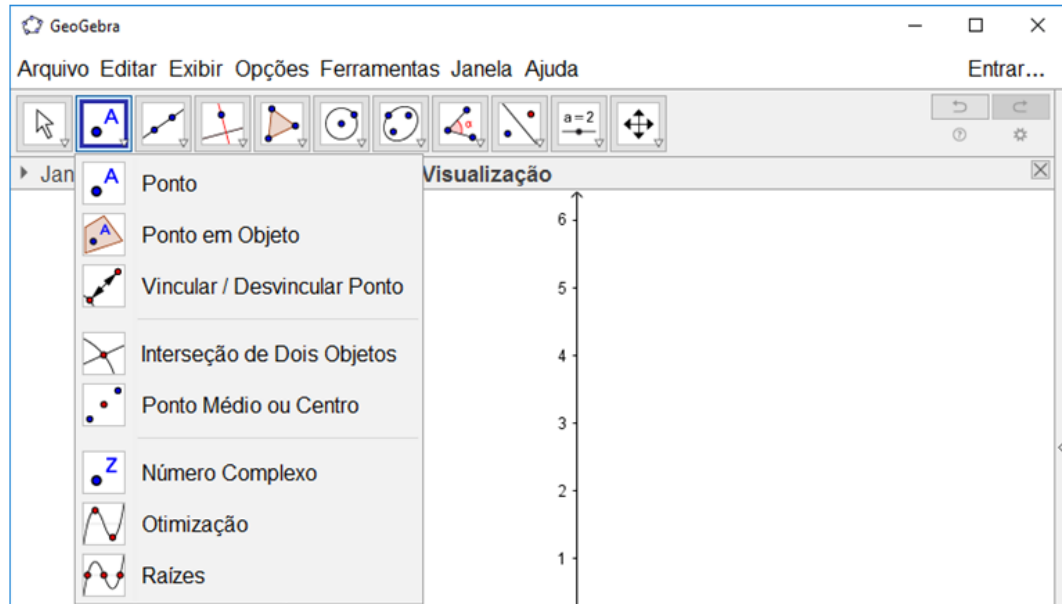 GeoGebra
Arquivo Editar Exibir Opções Ferramentas Janela Ajuda Entrar...
A α a=2
Jan Visualização
A Ponto
A Ponto em Objeto
Vincular / Desvincular Ponto
Interseção de Dois Objetos
Ponto Médio ou Centro
Z Número Complexo
Otimização
Raízes
6
5
4
3
2
1